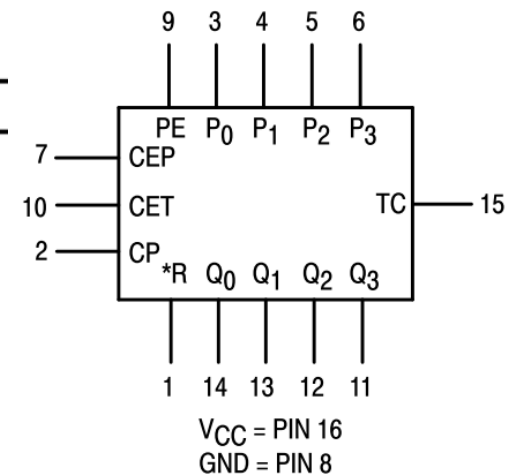 9 3 4 5 6
PE P0 P1 P2 P3
7 CEP
10 CET TC 15
2 CP
*R Q0 Q1 Q2 Q3
1 14 13 12 11
VCC = PIN 16
GND = PIN 8